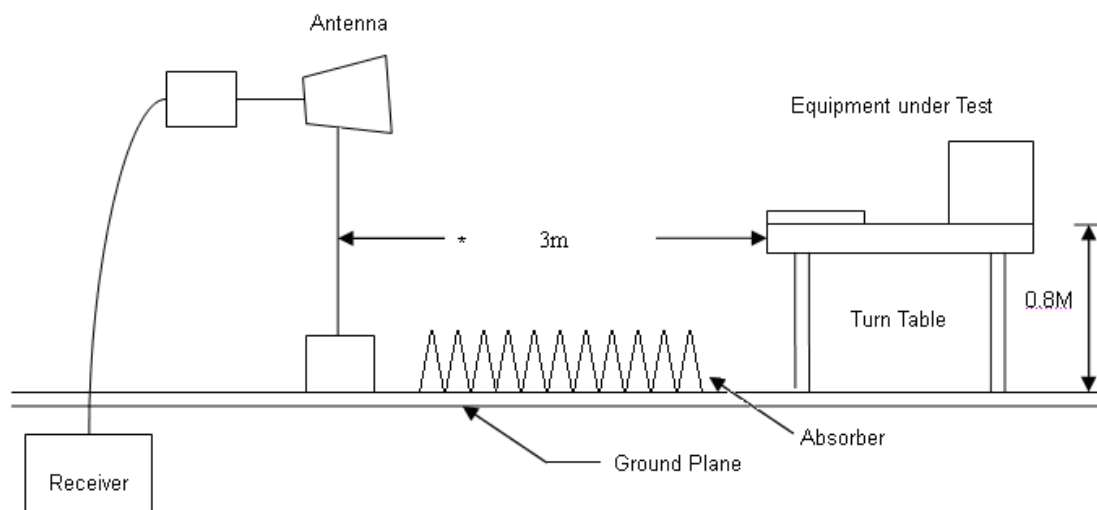 Antenna
Equipment under Test
* 3m
0.8M
Turn Table
Absorber
Ground Plane
Receiver